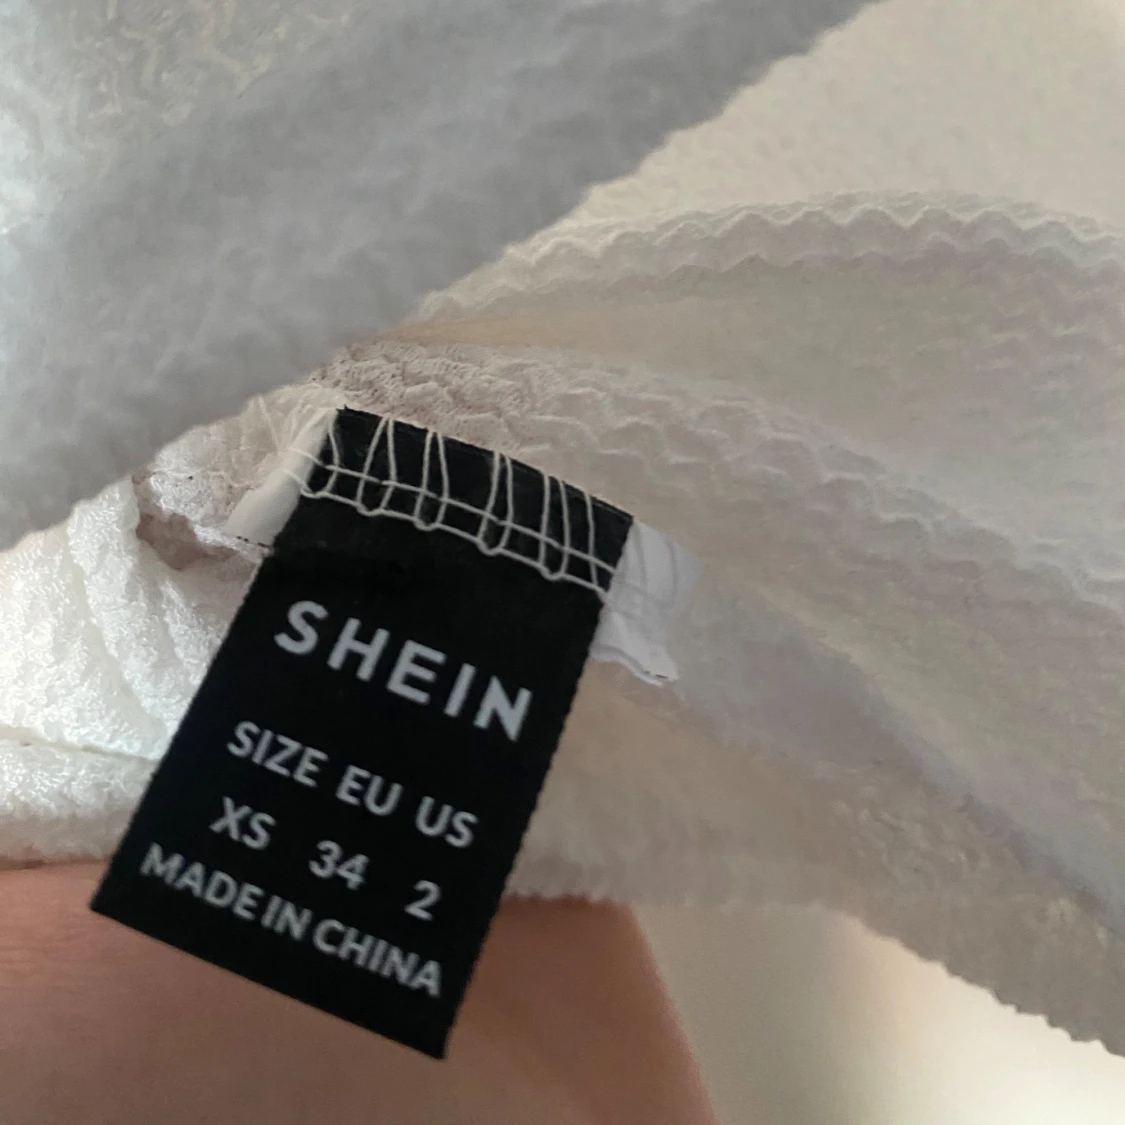 SHEIN
SIZE EU US
XS 34 2
MADE IN CHINA